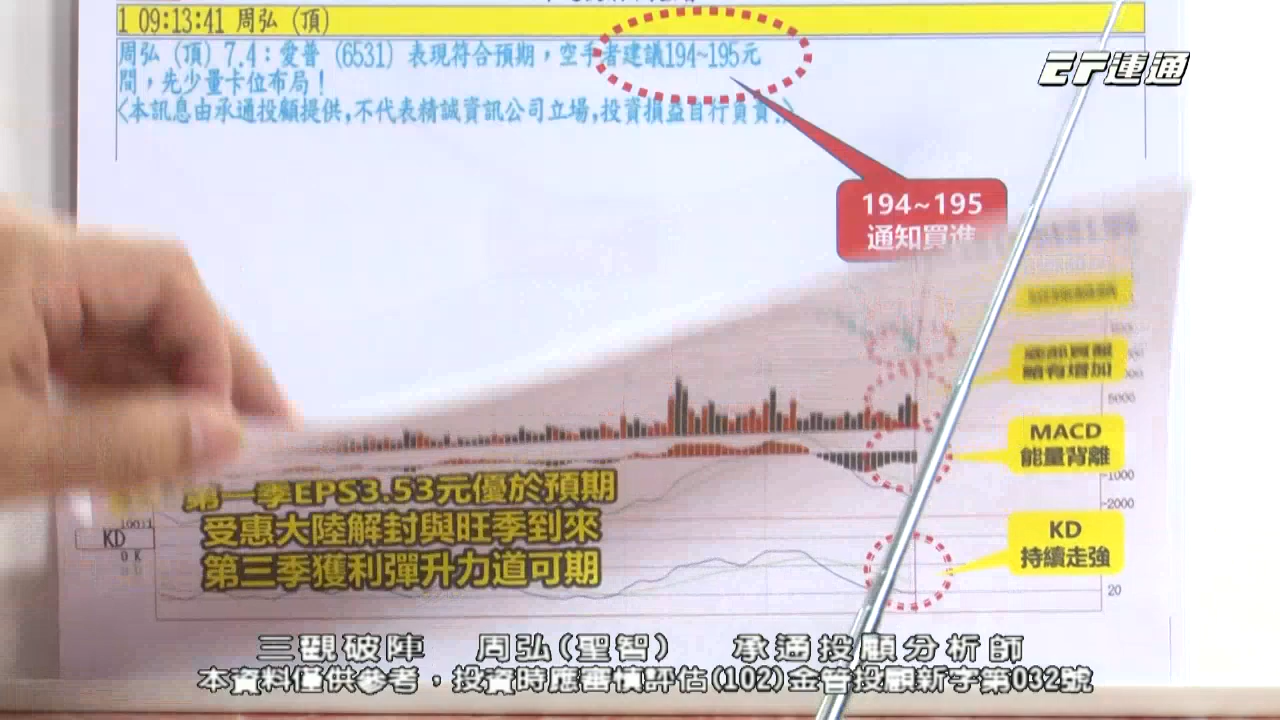 1 09:13:41 周弘 (頂)
周弘 (頂) 7.4：愛普 (6531) 表現符合預期，空手者建議194~195元
間，先少量卡位布局！
<本訊息由承通投顧提供,不代表精誠資訊公司立場,投資損益自行負責.>
EF運通
194~195
通知買進
略有增加
5000
MACD
能量背離
-1000
-2000
第一季EPS3.53元優於預期
受惠大陸解封與旺季到來
第三季獲利彈升力道可期
KD
K
KD
持續走強
20
三觀破陣 周弘(聖智) 承通投顧分析師
本資料僅供參考，投資時應審慎評估(102)金管投顧新字第032號